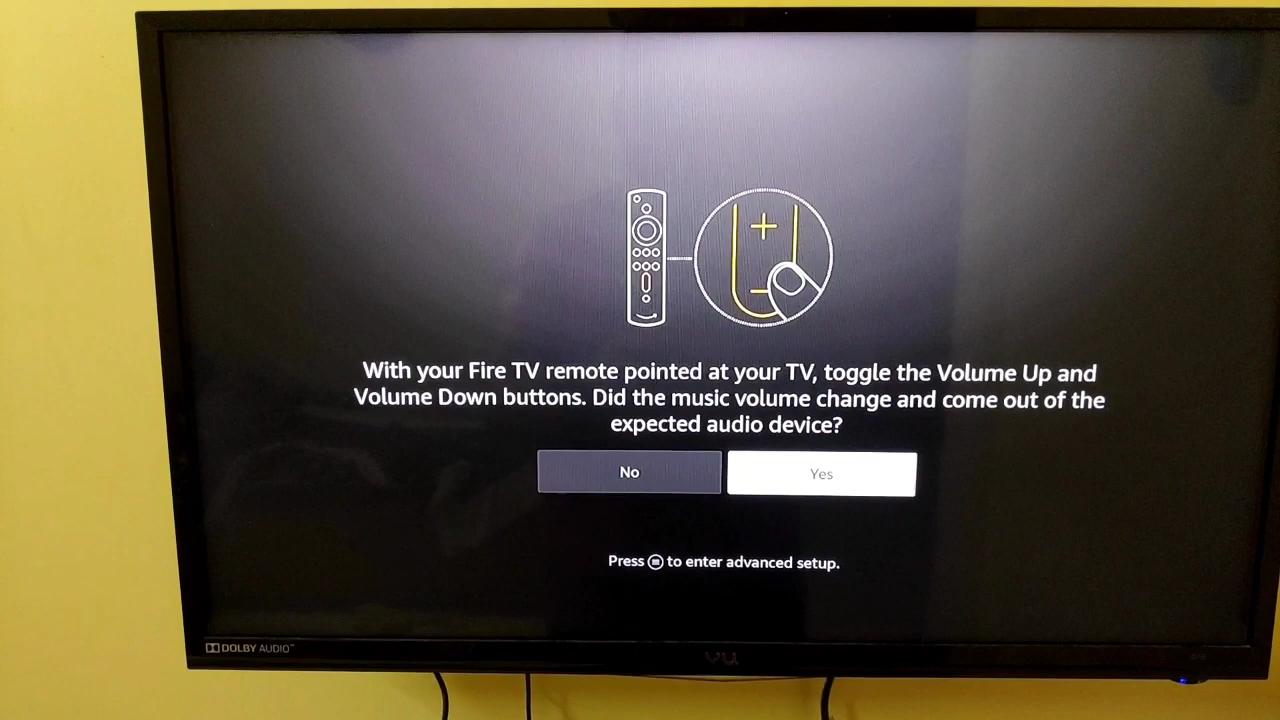 With your Fire TV remote pointed at your TV, toggle the Volume Up and
Volume Down buttons. Did the music volume change and come out of the
expected audio device?
No
Yes
Press to enter advanced setup.
DOLBY AUDIO™
VU